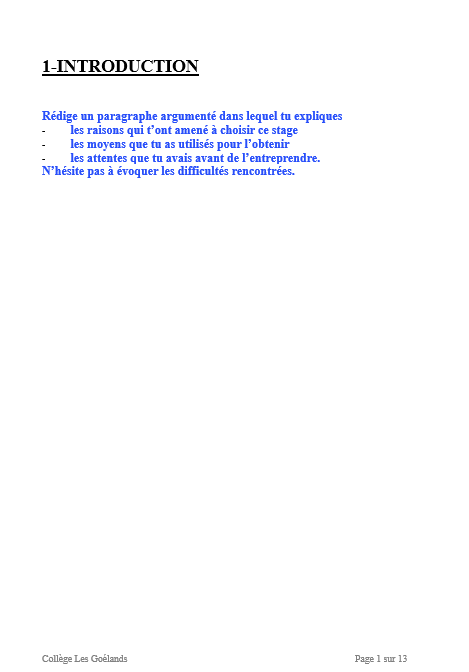 1-INTRODUCTION
Rédige un paragraphe argumenté dans lequel tu expliques
- les raisons qui t’ont amené à choisir ce stage
- les moyens que tu as utilisés pour l’obtenir
- les attentes que tu avais avant de l’entreprendre.
N’hésite pas à évoquer les difficultés rencontrées.
Collège Les Goélands Page 1 sur 13